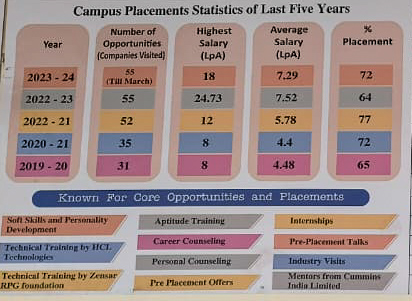 Campus Placements Statistics of Last Five Years
Year Number of Opportunities (Companies Visited) Highest Salary (LpA) Average Salary (LpA) % Placement
2023 - 24 55 (Till March) 18 7.29 72
2022 - 23 55 24.73 7.52 64
2022 - 21 52 12 5.78 77
2020 - 21 35 8 4.4 72
2019 - 20 31 8 4.48 65
Known For Core Opportunities and Placements
Soft Skills and Personality
Development
Aptitude Training
Internships
Technical Training by HCL
Technologies
Career Counseling
Pre-Placement Talks
Personal Counseling
Industry Visits
Technical Training by Zensar
RPG foundation
Pre Placement Offers
Mentors from Cummins
India Limited